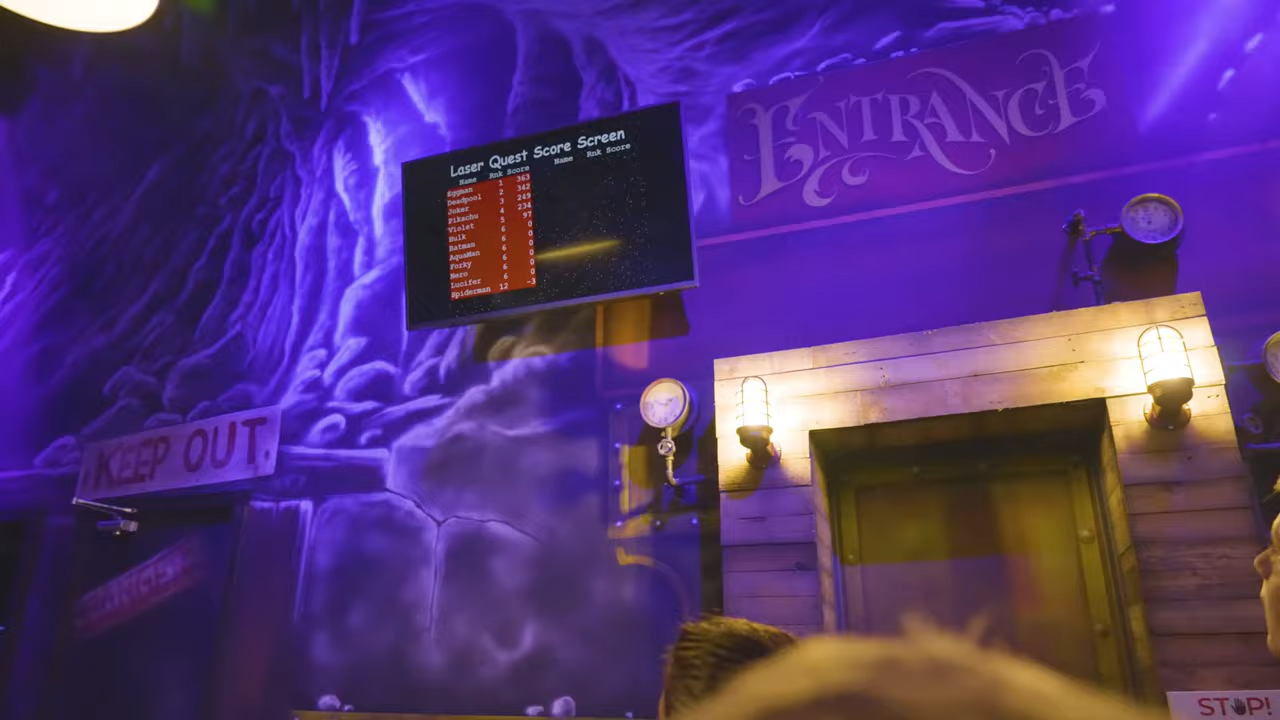 ENTRANCE
Laser Quest Score Screen
Name Rnk Score Name Rnk Score
Eggman 1 363
Deadpool 2 342
Joker 3 249
Pikachu 4 234
Violet 5 97
Hulk 6 0
Batman 6 0
AquaMan 6 0
Forky 6 0
Nero 6 0
Lucifer 6 0
Spiderman 12 -3
KEEP OUT
DANGER
STOP!